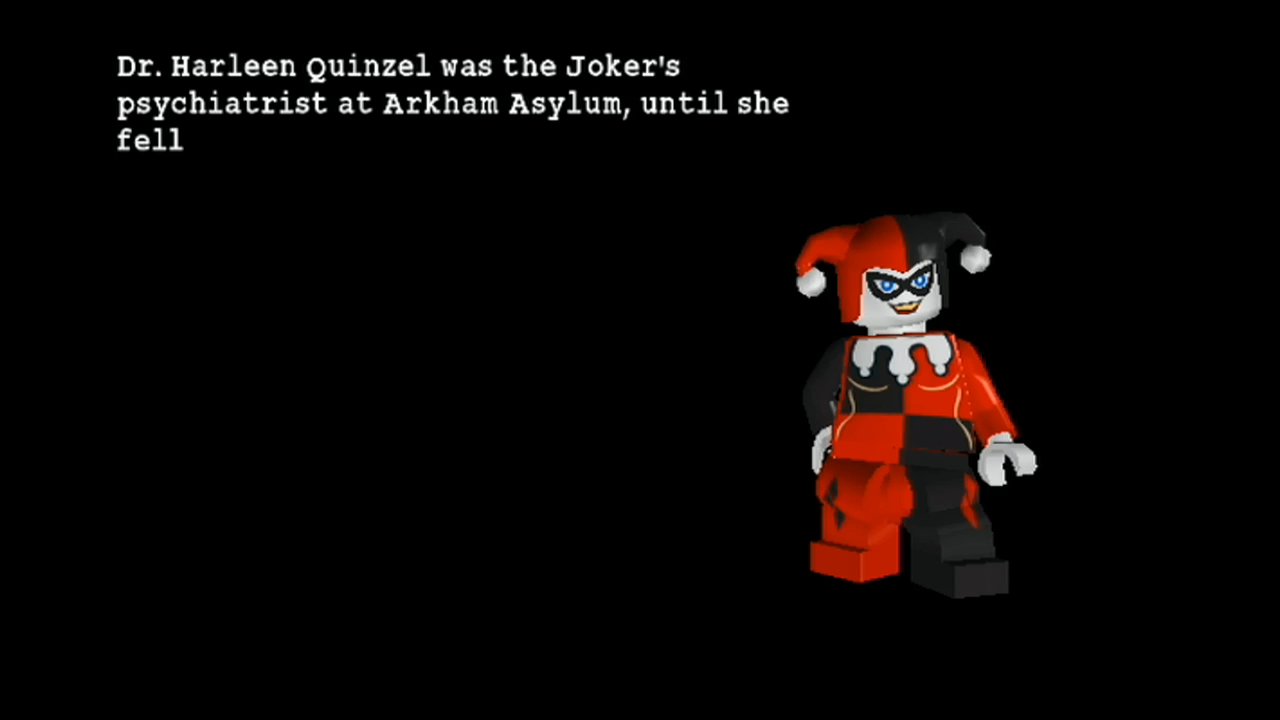 Dr. Harleen Quinzel was the Joker's
psychiatrist at Arkham Asylum, until she
fell